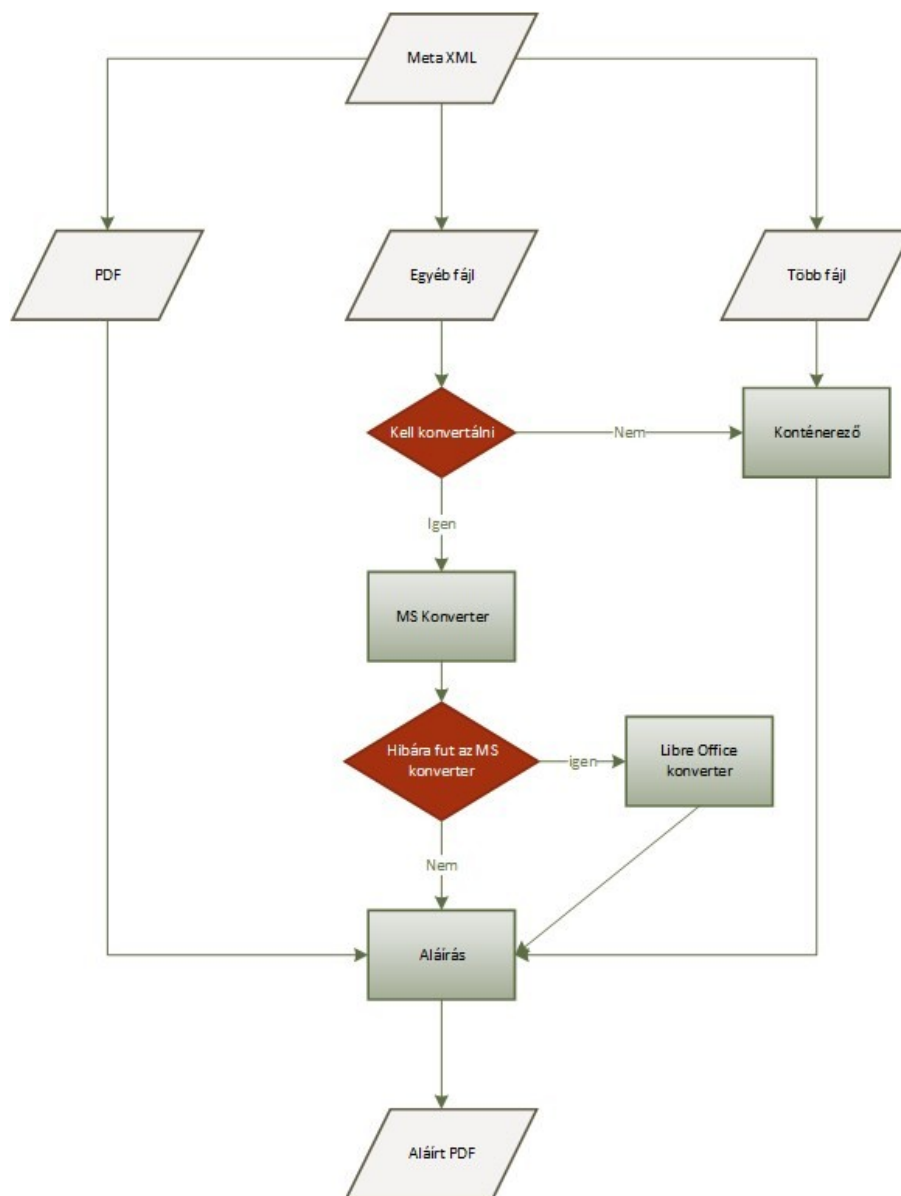 Meta XML
PDF
Egyéb fájl
Több fájl
Kell konvertálni
Nem
Konténerező
Igen
MS Konverter
Hibára fut az MS
konverter
igen
Libre Office
konverter
Nem
Aláírás
Aláírt PDF